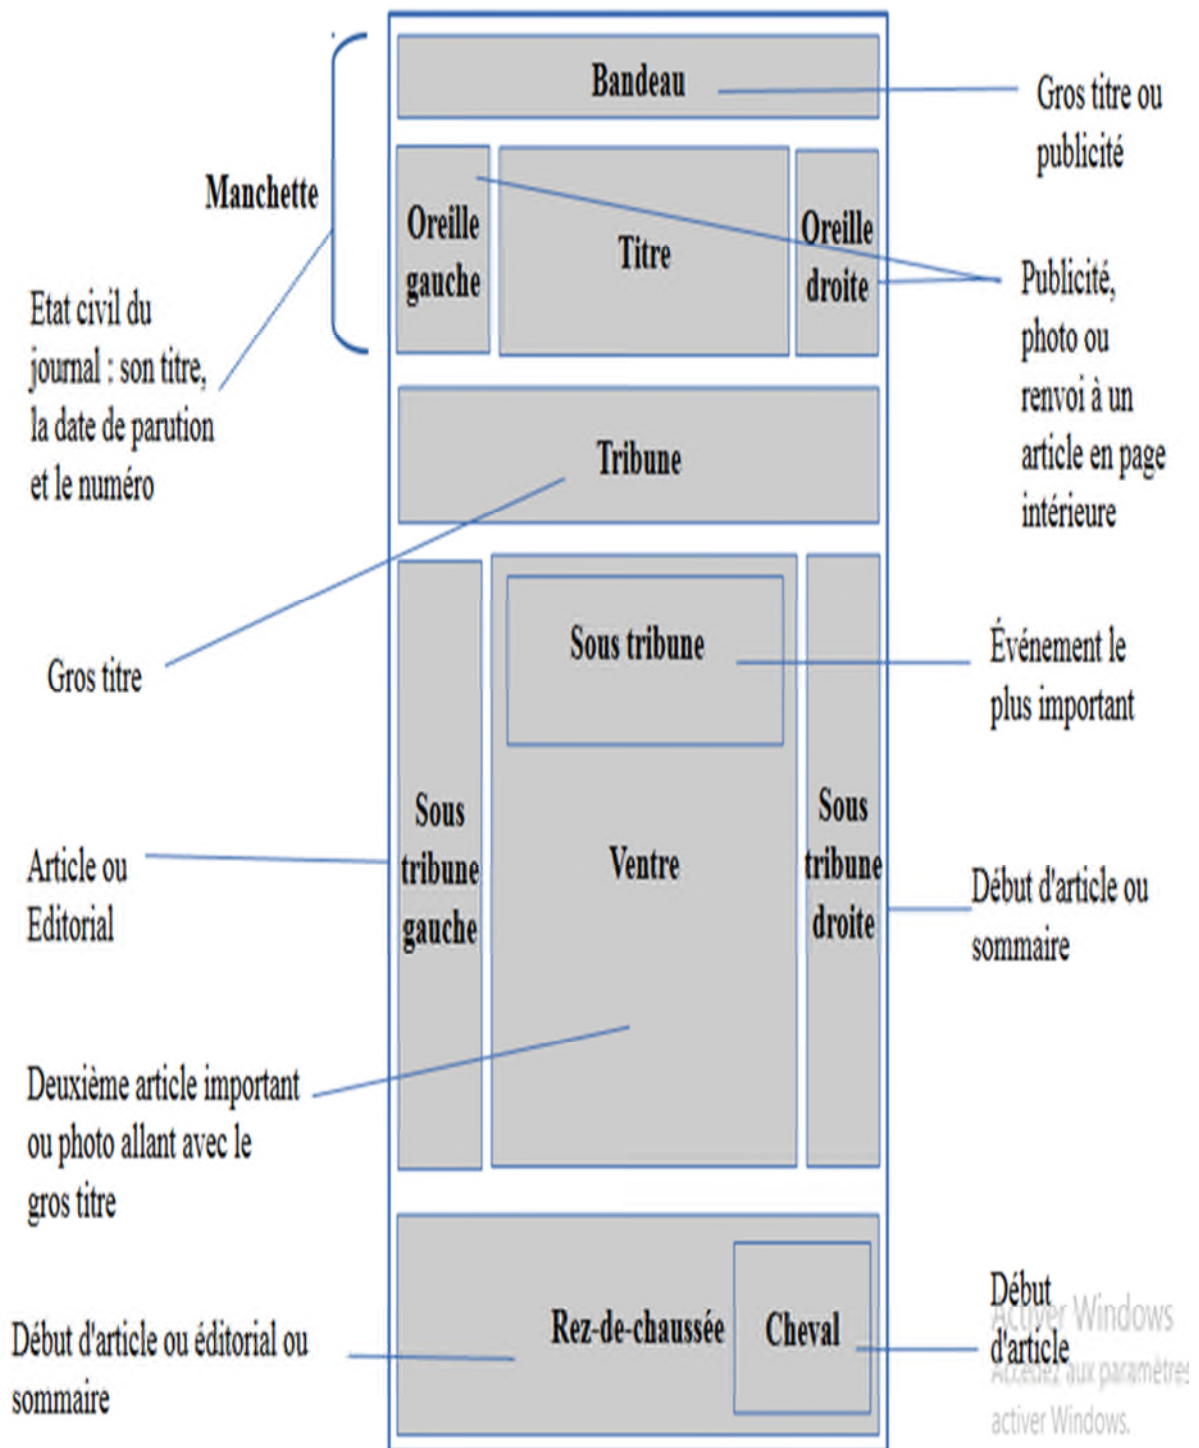 Bandeau
Gros titre ou
publicité
Manchette
Oreille
gauche
Titre
Oreille
droite
Etat civil du
journal : son titre,
la date de parution
et le numéro
Publicité,
photo ou
renvoi à un
article en page
intérieure
Tribune
Gros titre
Sous tribune
Événement le
plus important
Sous
tribune
gauche
Ventre
Sous
tribune
droite
Article ou
Editorial
Début d'article ou
sommaire
Deuxième article important
ou photo allant avec le
gros titre
Rez-de-chaussée
Cheval
Début d'article ou éditorial ou
sommaire
Début
d'article
Activer Windows
Accédez aux paramètres
activer Windows.